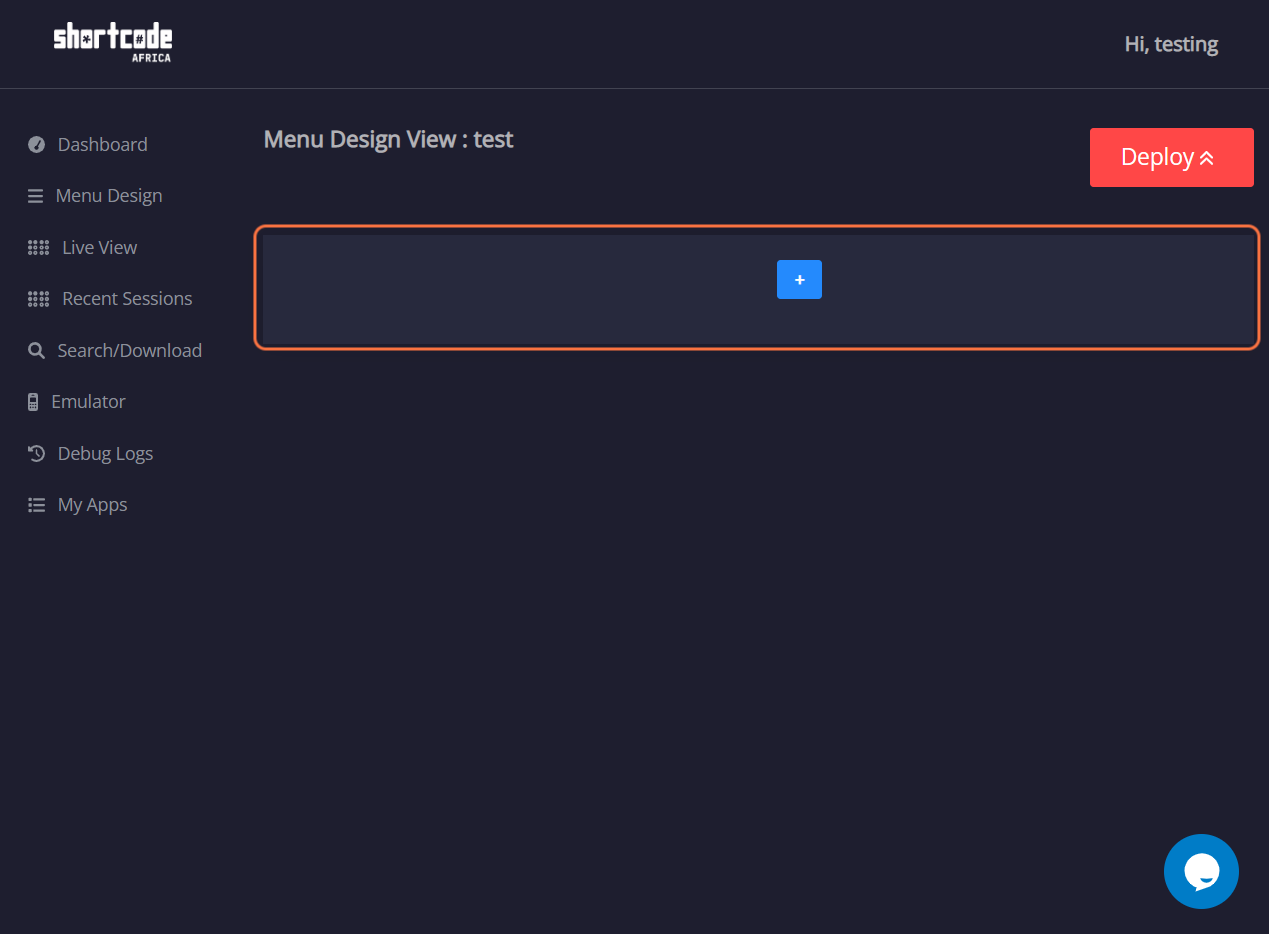 shortcode
AFRICA
Hi, testing
Dashboard
Menu Design
Live View
Recent Sessions
Search/Download
Emulator
Debug Logs
My Apps
Menu Design View : test
Deploy
+